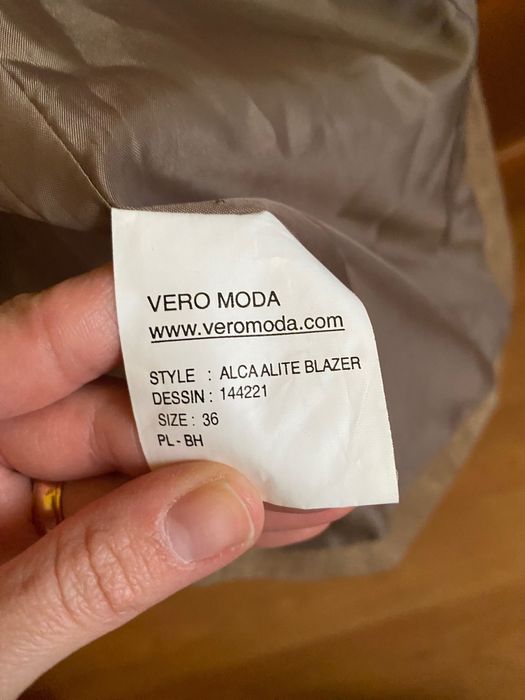 VERO MODA
www.veromoda.com
STYLE : ALCA ALITE BLAZER
DESSIN : 144221
SIZE : 36
PL - BH